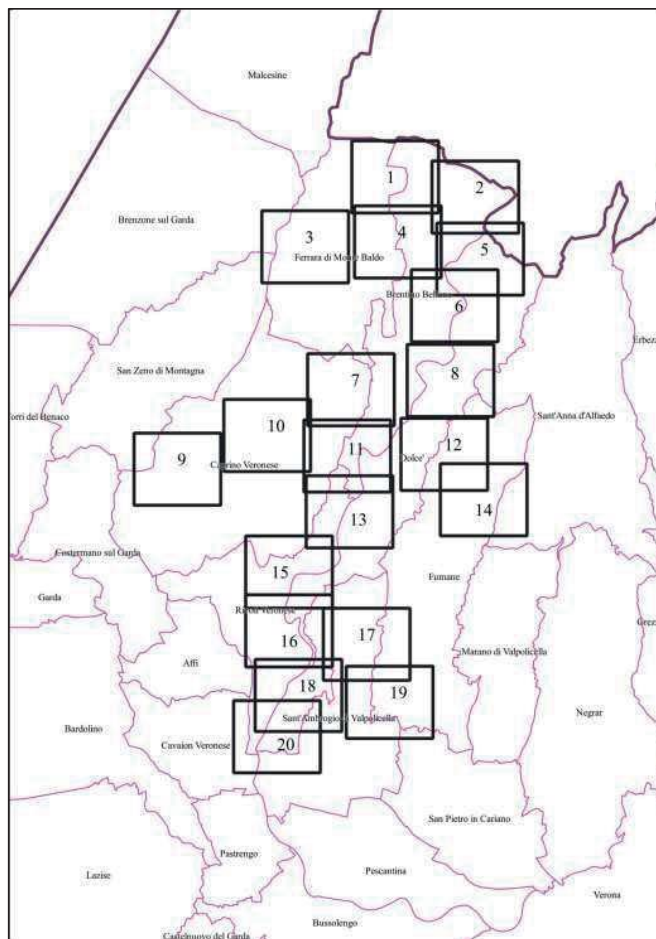 Malcesine
1
2
Brenzone sul Garda
3
4
5
Ferrara di Monte Baldo
Brentino Belluno
6
San Zeno di Montagna
7
8
Torri del Benaco
10
Sant'Anna d'Alfaedo
9
11
12
Caprino Veronese
Dolce'
14
13
Costermano sul Garda
15
Fumane
Garda
Rivoli Veronese
16
17
Marano di Valpolicella
Affi
18
19
Negrar
Sant'Ambrogio di Valpolicella
Bardolino
Cavaion Veronese
20
San Pietro in Cariano
Pastrengo
Lazise
Pescantina
Verona
Bussolengo
Castelnuovo del Garda